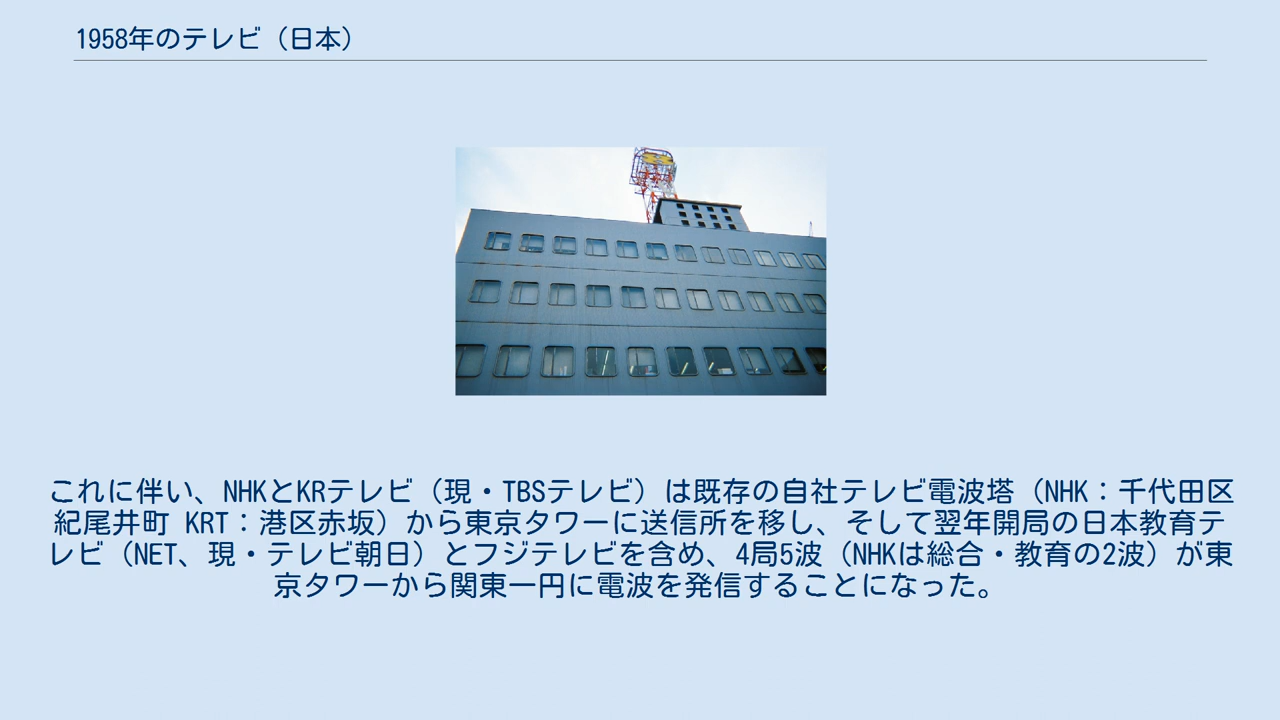 1958年のテレビ（日本）
これに伴い、NHKとKRテレビ（現・TBSテレビ）は既存の自社テレビ電波塔（NHK：千代田区
紀尾井町 KRT：港区赤坂）から東京タワーに送信所を移し、そして翌年開局の日本教育テ
レビ（NET、現・テレビ朝日）とフジテレビを含め、4局5波（NHKは総合・教育の2波）が東
京タワーから関東一円に電波を発信することになった。